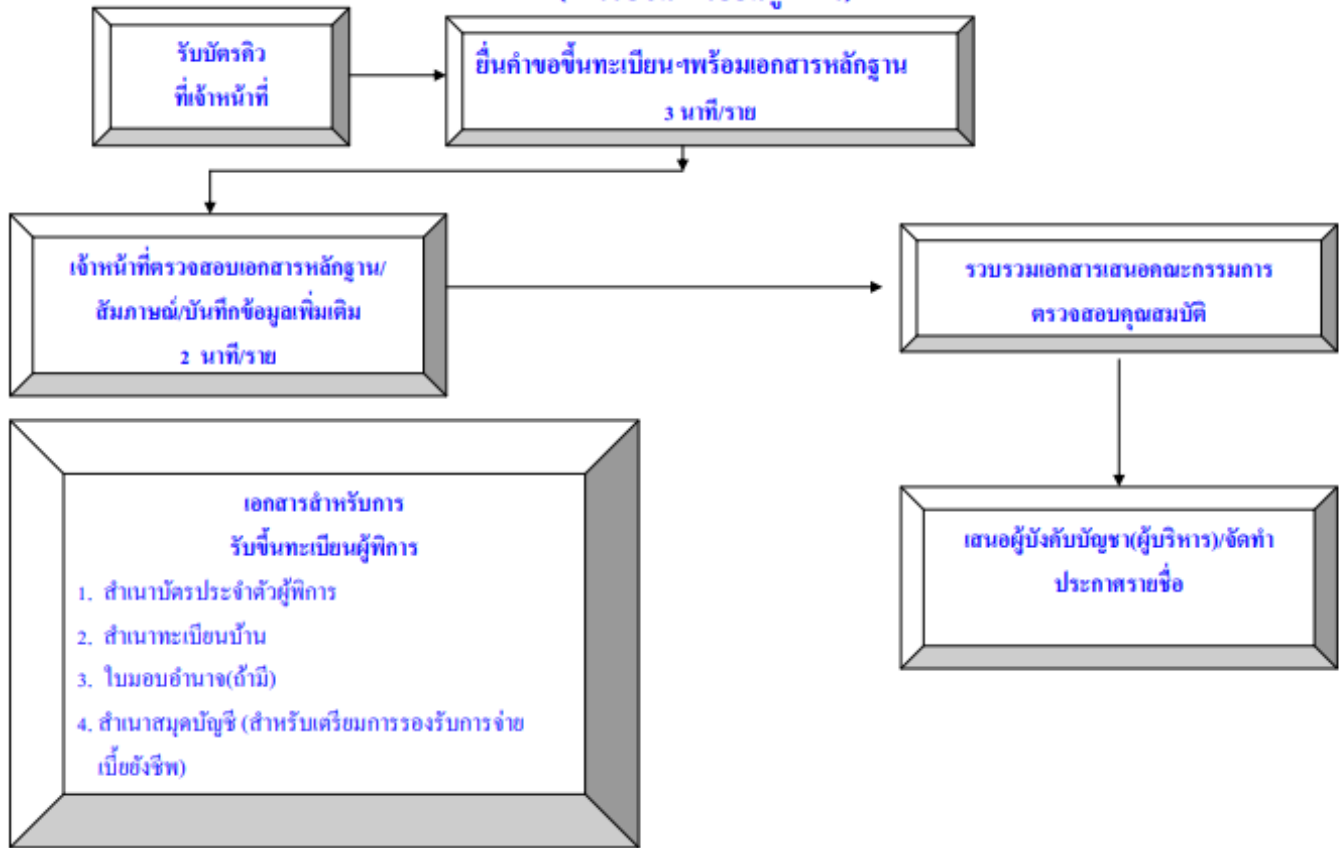 รับบัตรคิว
ที่เจ้าหน้าที่
ยื่นคำขอขึ้นทะเบียนฯพร้อมเอกสารหลักฐาน
3 นาที/ราย
เจ้าหน้าที่ตรวจสอบเอกสารหลักฐาน/
สัมภาษณ์/บันทึกข้อมูลเพิ่มเติม
2 นาที/ราย
รวบรวมเอกสารเสนอคณะกรรมการ
ตรวจสอบคุณสมบัติ
เสนอผู้บังคับบัญชา(ผู้บริหาร)/จัดทำ
ประกาศรายชื่อ
เอกสารสำหรับการ
รับขึ้นทะเบียนผู้พิการ
1. สำเนาบัตรประจำตัวผู้พิการ
2. สำเนาทะเบียนบ้าน
3. ใบมอบอำนาจ(ถ้ามี)
4. สำเนาสมุดบัญชี (สำหรับเตรียมการรองรับการจ่าย
เบี้ยยังชีพ)